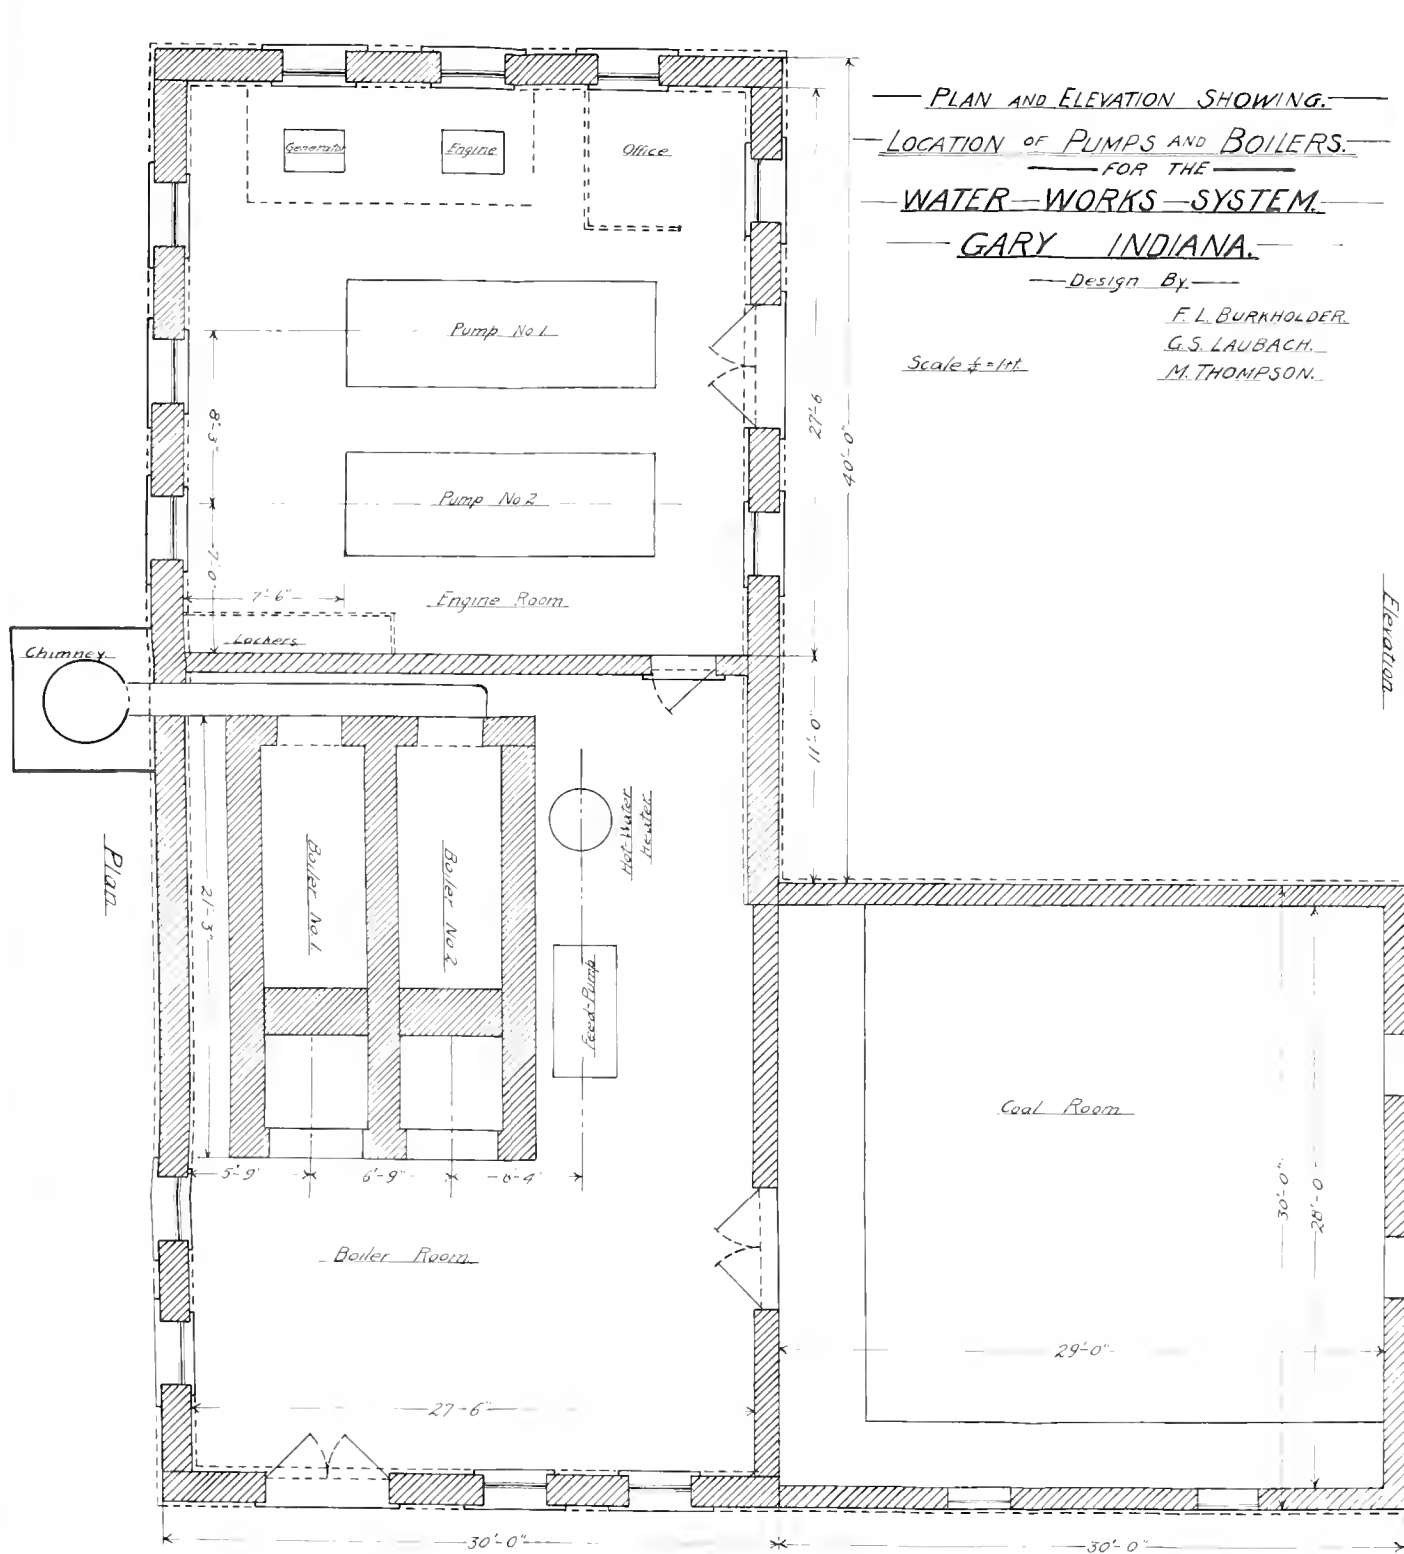 PLAN AND ELEVATION SHOWING.
LOCATION OF PUMPS AND BOILERS.
FOR THE
WATER-WORKS-SYSTEM.
GARY INDIANA.
Design By
F. L. BURKHOLDER.
G. S. LAUBACH.
M. THOMPSON.
Scale ¼"=1ft.
Generator
Engine
Office
Pump No 1
Pump No 2
8'-3"
7'-0"
7'-6"
Engine Room
Lockers
27'-6
40'-0"
11'-0"
Elevation
Chimney
Plan
21'-3"
Boiler No. 1
Boiler No. 2
Hot-Water
Heater
Feed-Pump
5'-9"
6'-9"
6'-4"
Boiler Room
27'-6"
Coal Room
30'-0"
28'-0
29'-0"
30'-0"
30'-0"